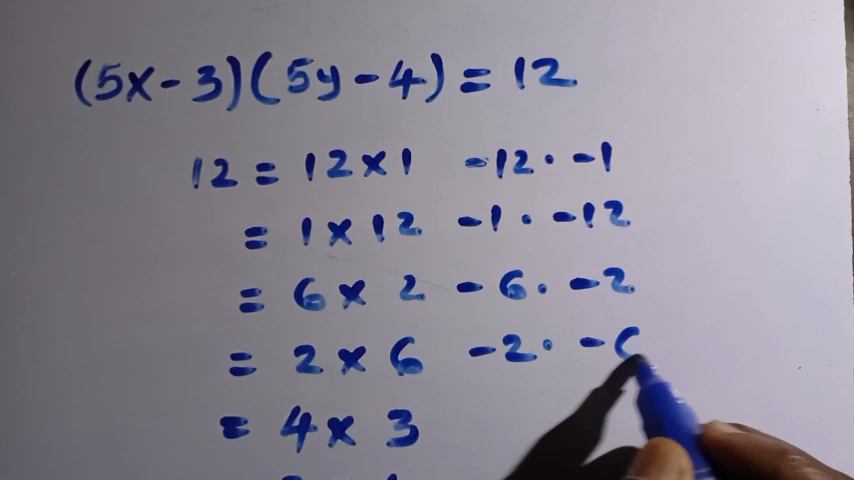 (5x-3)(5y-4)=12
12 = 12×1 -12·-1
= 1×12 -1·-12
= 6×2 -6·-2
= 2×6 -2·-
= 4×3